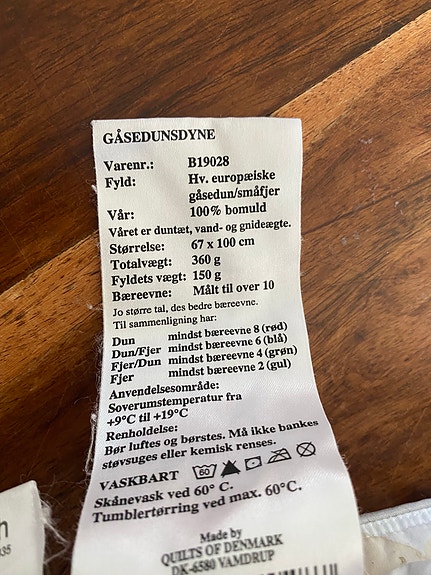 GÅSEDUNSDYNE
Varenr.: B19028
Fyld: Hv. europæiske
gåsedun/småfjer
Vår: 100% bomuld
Våret er duntæt, vand- og gnideægte.
Størrelse: 67 x 100 cm
Totalvægt: 360 g
Fyldets vægt: 150 g
Bæreevne: Målt til over 10
Jo større tal, des bedre bæreevne.
Til sammenligning har:
Dun mindst bæreevne 8 (rød)
Dun/Fjer mindst bæreevne 6 (blå)
Fjer/Dun mindst bæreevne 4 (grøn)
Fjer mindst bæreevne 2 (gul)
Anvendelsesområde:
Soverumstemperatur fra
+9°C til +19°C
Renholdelse:
Bør luftes og børstes. Må ikke bankes
støvsuges eller kemisk renses.
VASKBART 60
Skånevask ved 60° C.
Tumblertørring ved max. 60°C.
Made by
QUILTS OF DENMARK
DK-6580 VAMDRUP
n
035